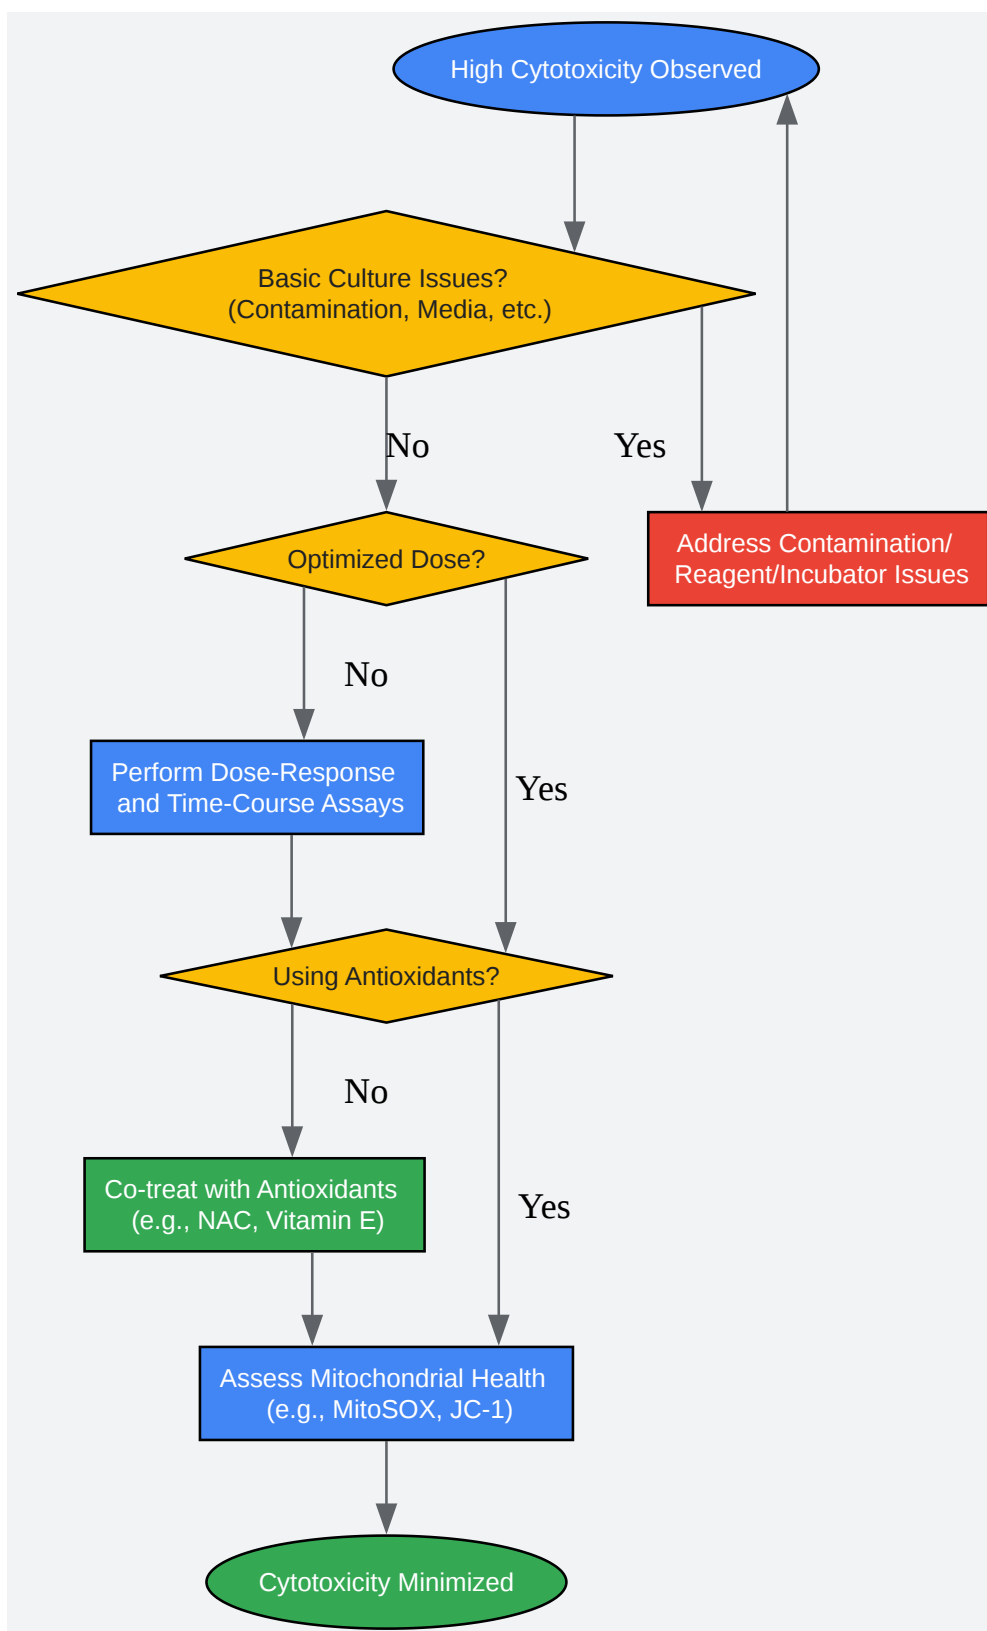 High Cytotoxicity Observed
Basic Culture Issues?
(Contamination, Media, etc.)
No
Yes
Optimized Dose?
Address Contamination/
Reagent/Incubator Issues
No
Perform Dose-Response
and Time-Course Assays
Yes
Using Antioxidants?
No
Co-treat with Antioxidants
(e.g., NAC, Vitamin E)
Yes
Assess Mitochondrial Health
(e.g., MitoSOX, JC-1)
Cytotoxicity Minimized